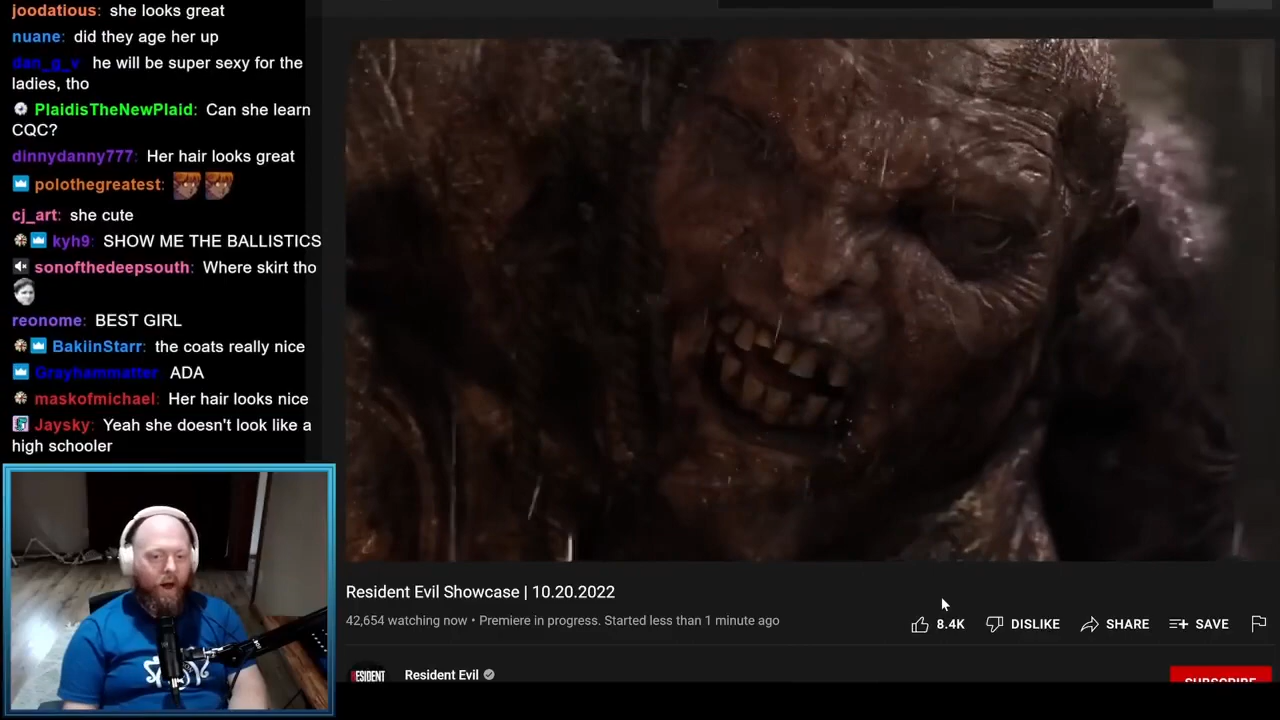 joodatious: she looks great
nuane: did they age her up
dan_g_v he will be super sexy for the
ladies, tho
PlaidisTheNewPlaid: Can she learn
CQC?
dinnydanny777: Her hair looks great
polothegreatest:
cj_art: she cute
kyh9: SHOW ME THE BALLISTICS
sonofthedeepsouth: Where skirt tho
reonome: BEST GIRL
BakiinStarr: the coats really nice
Grayhammatter ADA
maskofmichael: Her hair looks nice
Jaysky: Yeah she doesn't look like a
high schooler
Resident Evil Showcase | 10.20.2022
42,654 watching now • Premiere in progress. Started less than 1 minute ago
8.4K DISLIKE SHARE SAVE
RESIDENT
Resident Evil
SUBSCRIBE